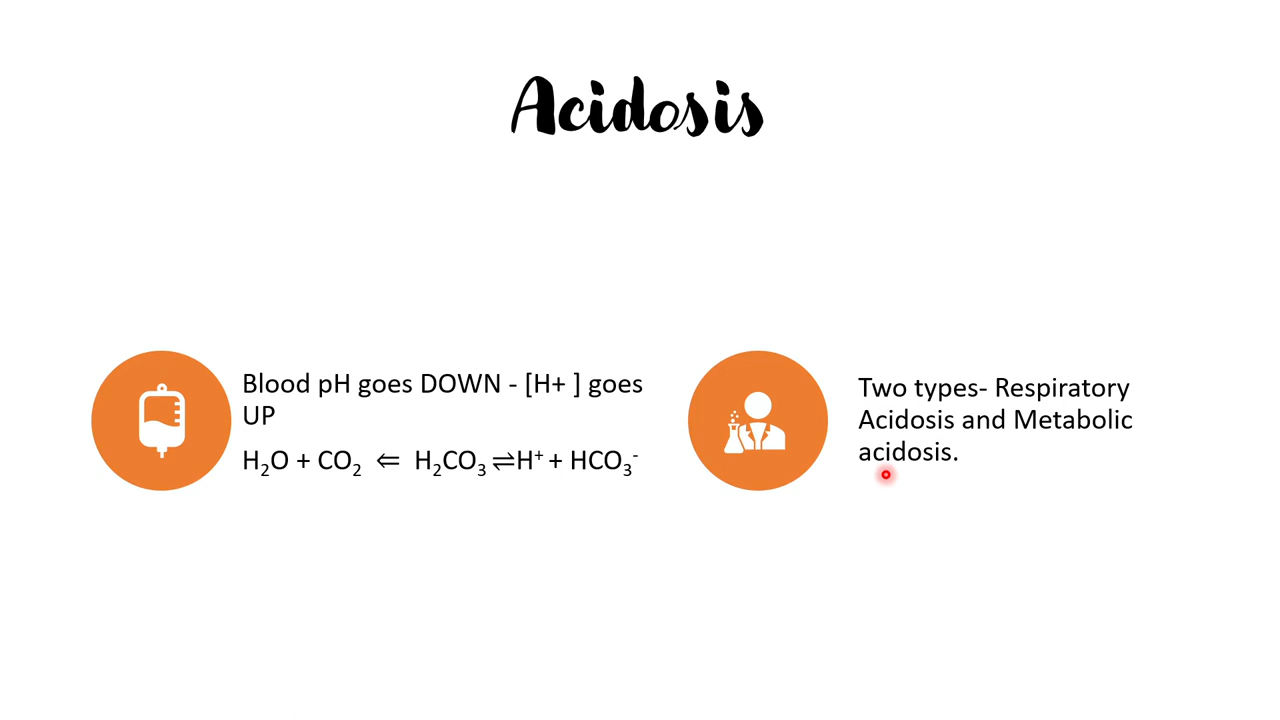 Acidosis
Blood pH goes DOWN - [H+ ] goes
UP
H₂O + CO₂ ⇐ H₂CO₃ ⇌H⁺ + HCO₃⁻
Two types- Respiratory
Acidosis and Metabolic
acidosis.